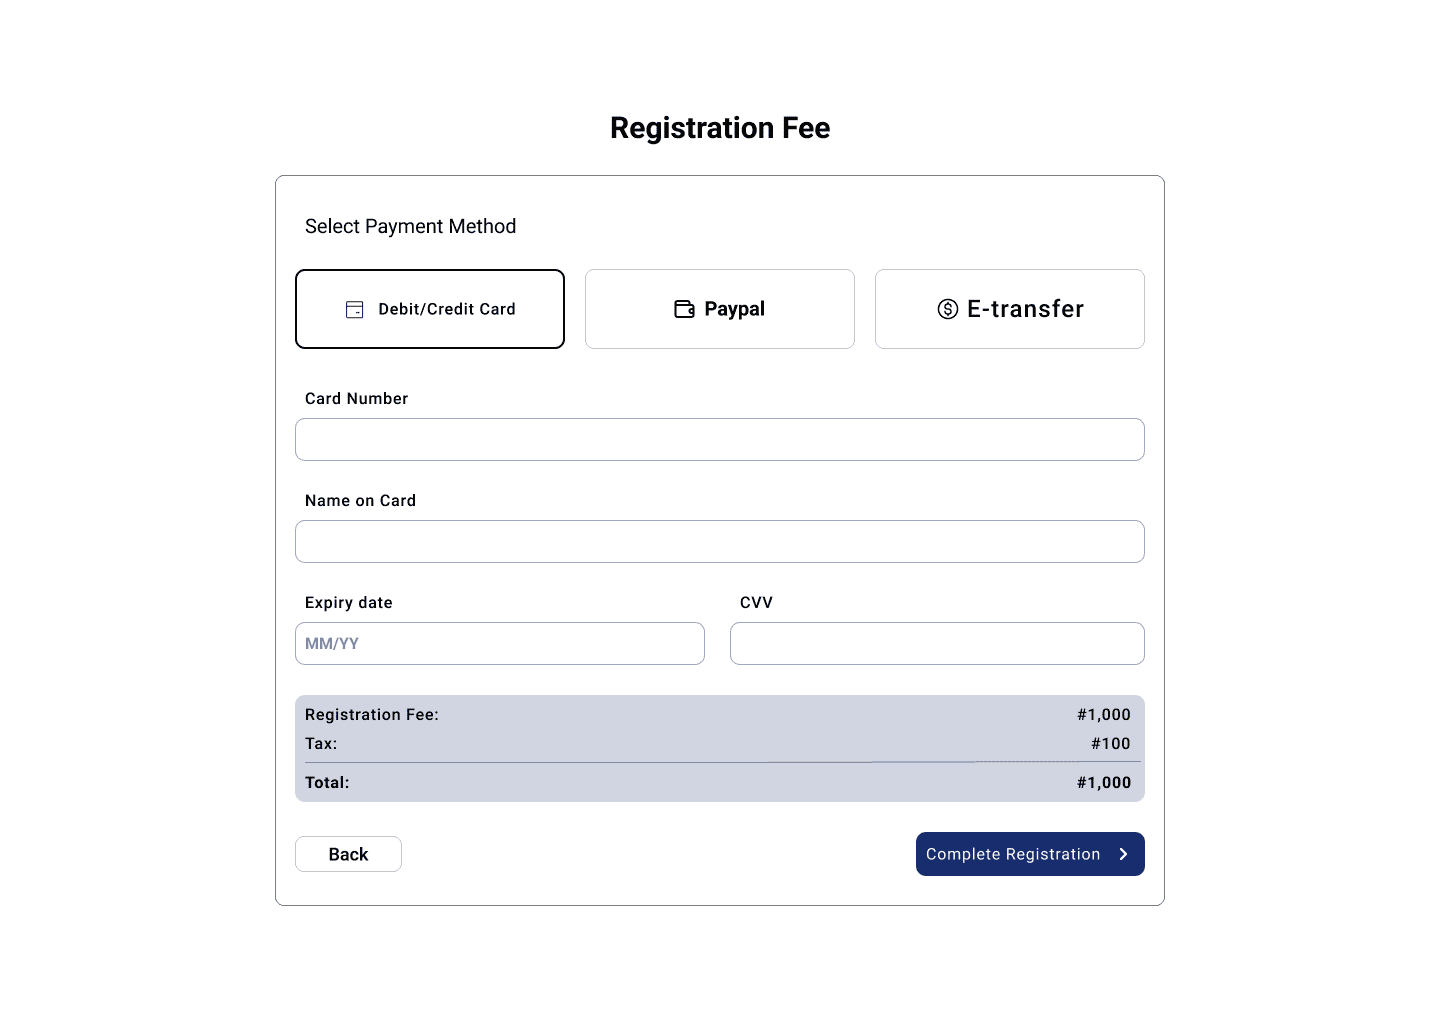 Registration Fee
Select Payment Method
Debit/Credit Card
Paypal
E-transfer
Card Number
Name on Card
Expiry date
CVV
MM/YY
Registration Fee: #1,000
Tax: #100
Total: #1,000
Back
Complete Registration